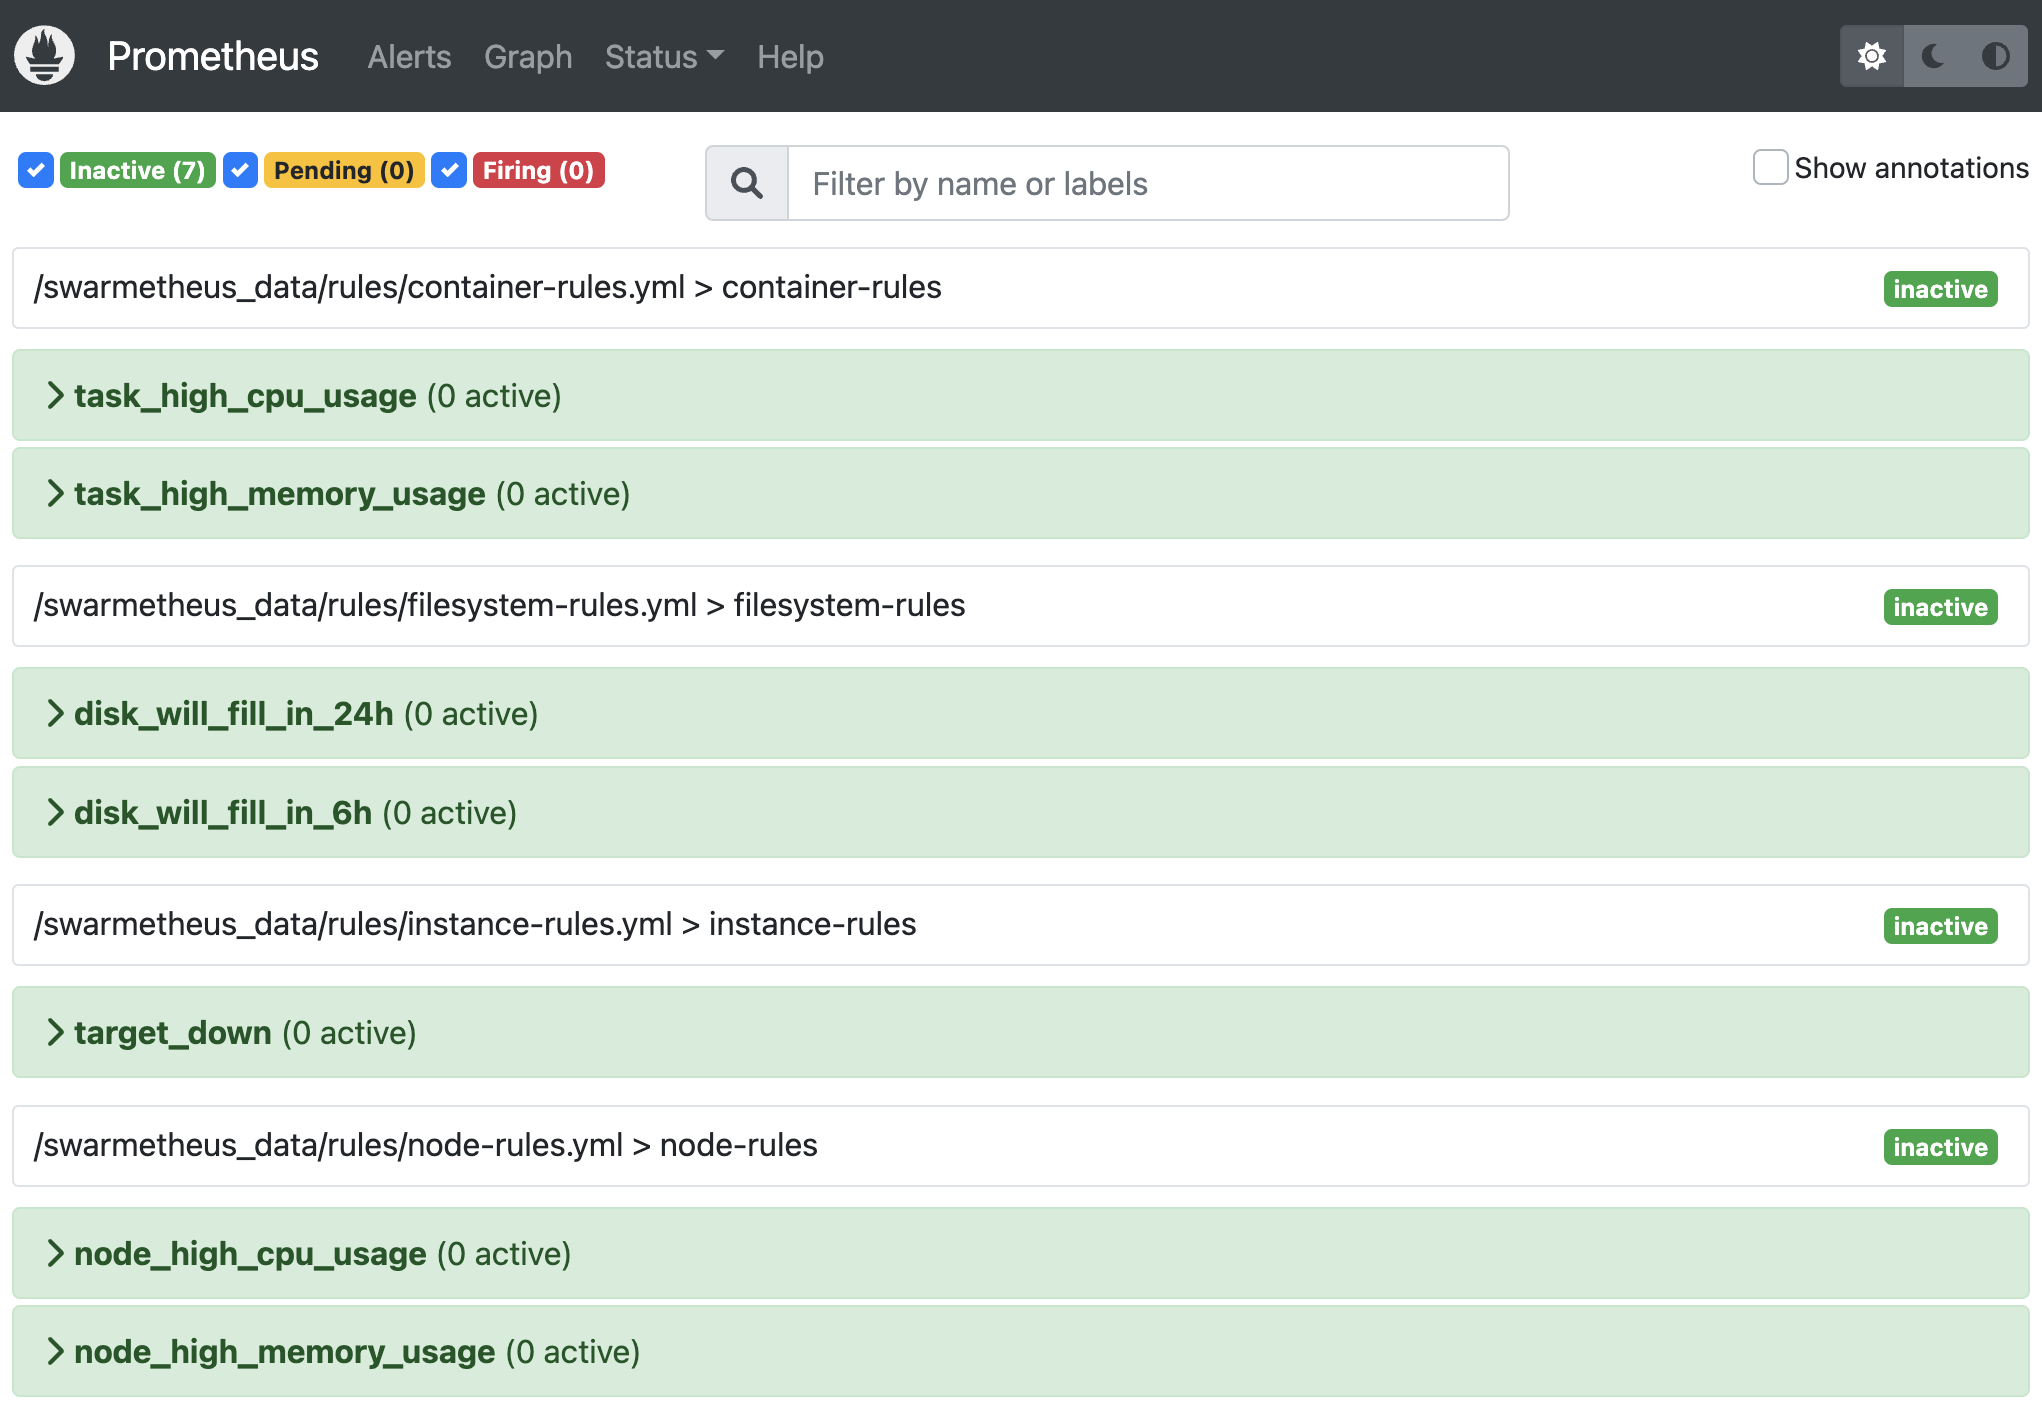 Prometheus Alerts Graph Status Help
Inactive (7) Pending (0) Firing (0) Filter by name or labels Show annotations
/swarmetheus_data/rules/container-rules.yml > container-rules inactive
task_high_cpu_usage (0 active)
task_high_memory_usage (0 active)
/swarmetheus_data/rules/filesystem-rules.yml > filesystem-rules inactive
disk_will_fill_in_24h (0 active)
disk_will_fill_in_6h (0 active)
/swarmetheus_data/rules/instance-rules.yml > instance-rules inactive
target_down (0 active)
/swarmetheus_data/rules/node-rules.yml > node-rules inactive
node_high_cpu_usage (0 active)
node_high_memory_usage (0 active)